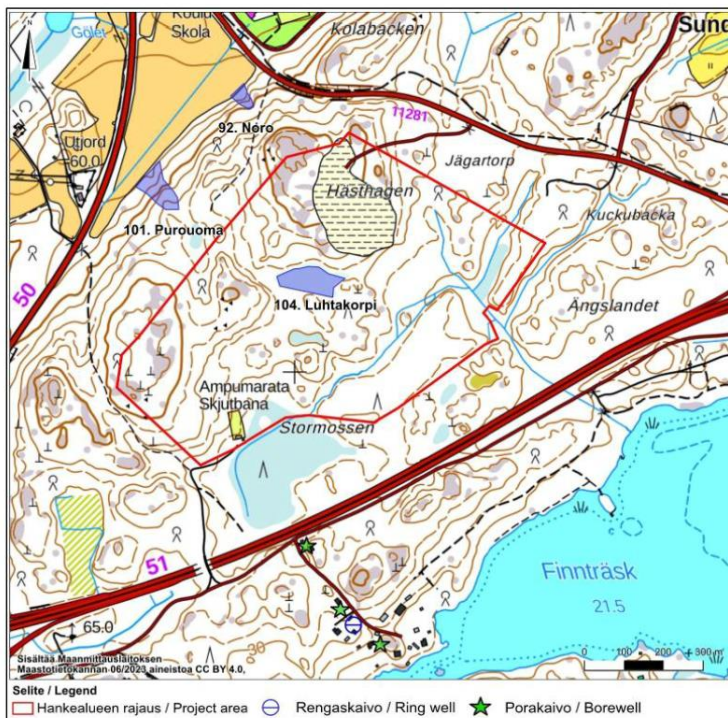 Gölet
Skola
Kolabacken
Sund
11281
92. Noro
Utjord
60.0
Jägartorp
Hästhagen
Kuckubacka
101. Purouoma
50
104. Luhtakorpi
Ängslandet
Ampumarata
Skjutbana
Stormossen
51
Finnträsk
21.5
65.0
30
Sisältää Maanmittauslaitoksen
Maastotietokannan 06/2023 aineistoa CC BY 4.0,
0 100 200 300 m
Selite / Legend
Hankealueen rajaus / Project area
Rengaskaivo / Ring well
Porakaivo / Borewell